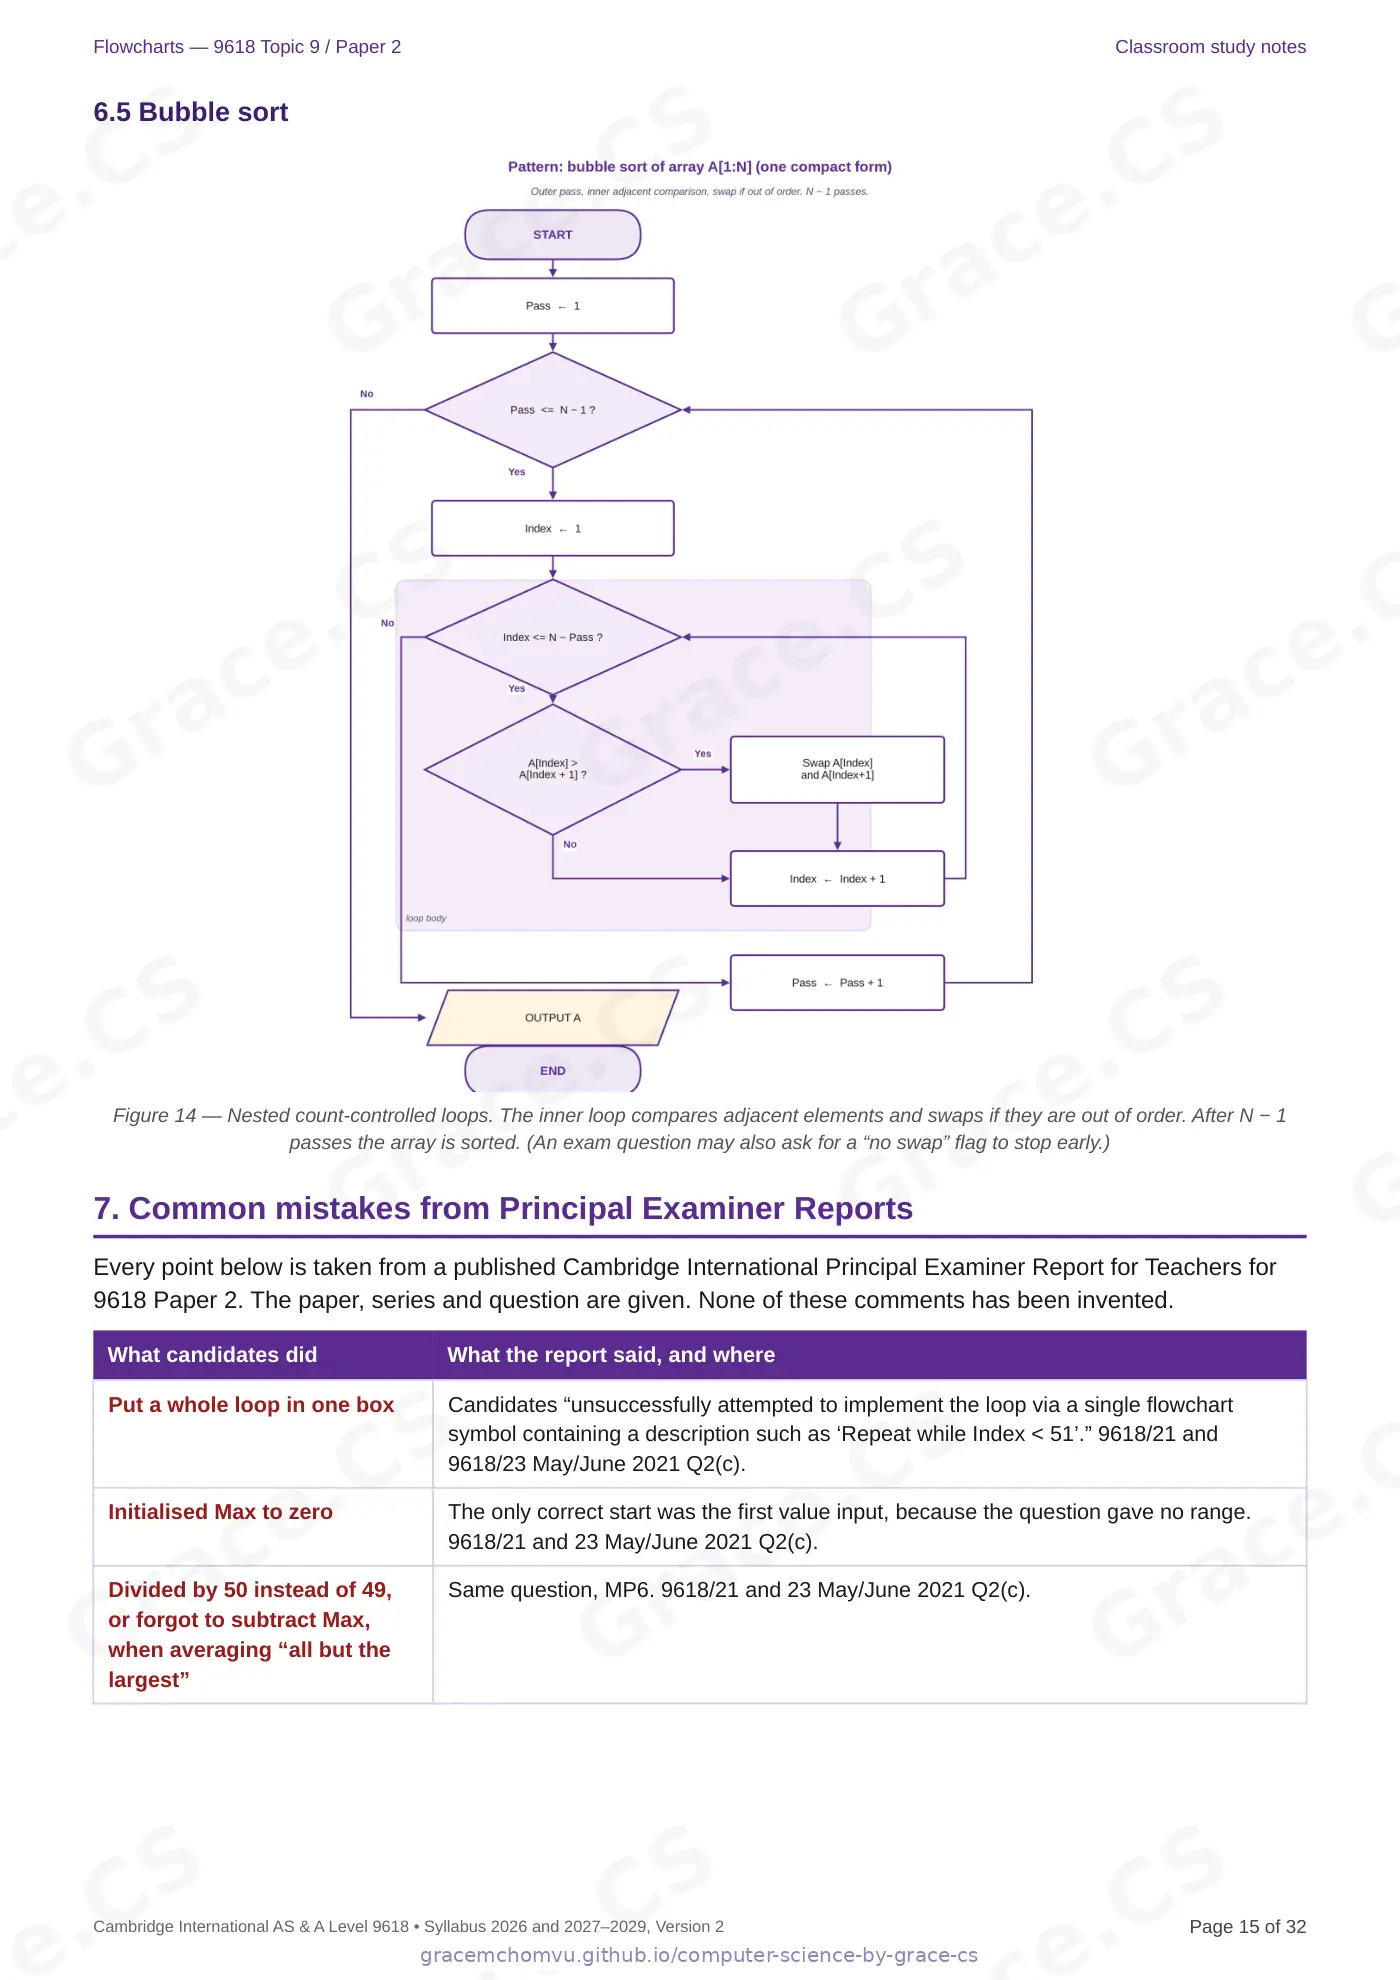 Flowcharts — 9618 Topic 9 / Paper 2
Classroom study notes
6.5 Bubble sort
Pattern: bubble sort of array A[1:N] (one compact form)
Outer pass, inner adjacent comparison, swap if out of order. N − 1 passes.
START
Pass ← 1
No
Pass <= N − 1 ?
Yes
Index ← 1
No
Index <= N − Pass ?
Yes
A[Index] >
A[Index + 1] ?
Yes
Swap A[Index]
and A[Index+1]
No
Index ← Index + 1
loop body
Pass ← Pass + 1
OUTPUT A
END
Figure 14 — Nested count-controlled loops. The inner loop compares adjacent elements and swaps if they are out of order. After N − 1
passes the array is sorted. (An exam question may also ask for a “no swap” flag to stop early.)
7. Common mistakes from Principal Examiner Reports
Every point below is taken from a published Cambridge International Principal Examiner Report for Teachers for
9618 Paper 2. The paper, series and question are given. None of these comments has been invented.
What candidates did
What the report said, and where
Put a whole loop in one box
Candidates “unsuccessfully attempted to implement the loop via a single flowchart
symbol containing a description such as ‘Repeat while Index < 51’.” 9618/21 and
9618/23 May/June 2021 Q2(c).
Initialised Max to zero
The only correct start was the first value input, because the question gave no range.
9618/21 and 23 May/June 2021 Q2(c).
Divided by 50 instead of 49,
or forgot to subtract Max,
when averaging “all but the
largest”
Same question, MP6. 9618/21 and 23 May/June 2021 Q2(c).
Cambridge International AS & A Level 9618 • Syllabus 2026 and 2027–2029, Version 2
Page 15 of 32
gracemchomvu.github.io/computer-science-by-grace-cs
Grace.CS